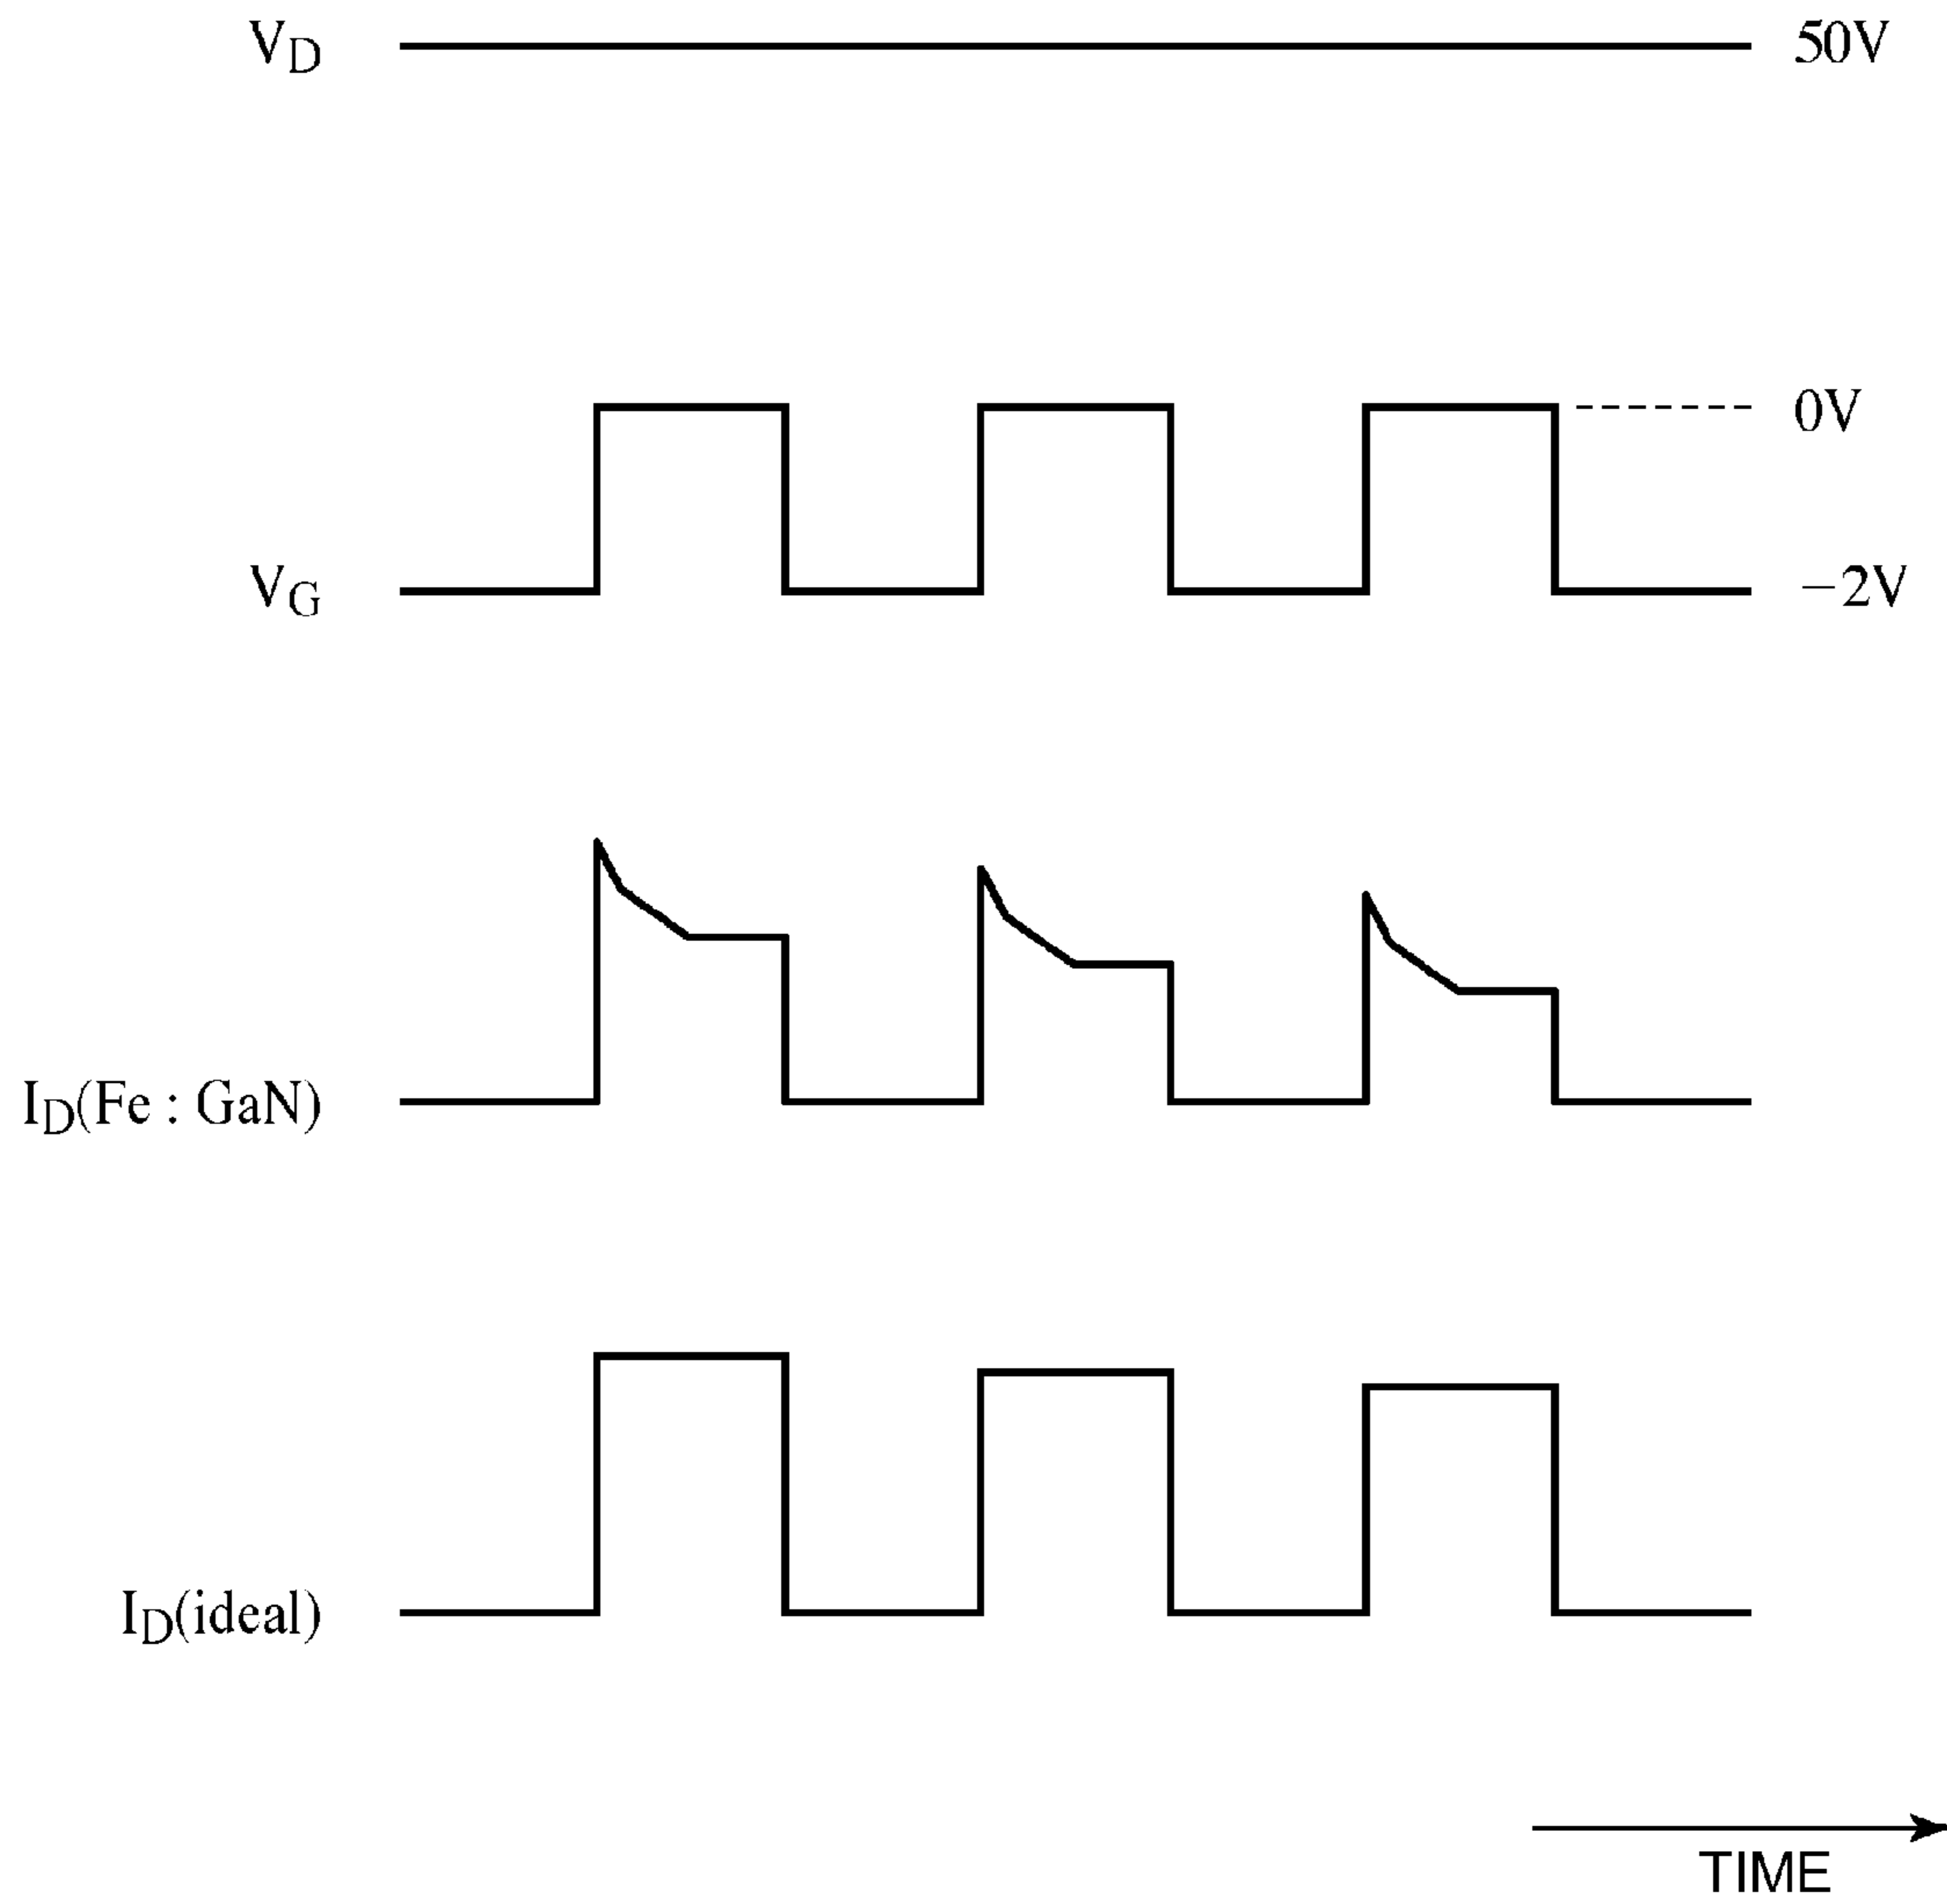 VD 50V
0V
VG −2V
ID(Fe : GaN)
ID(ideal)
TIME